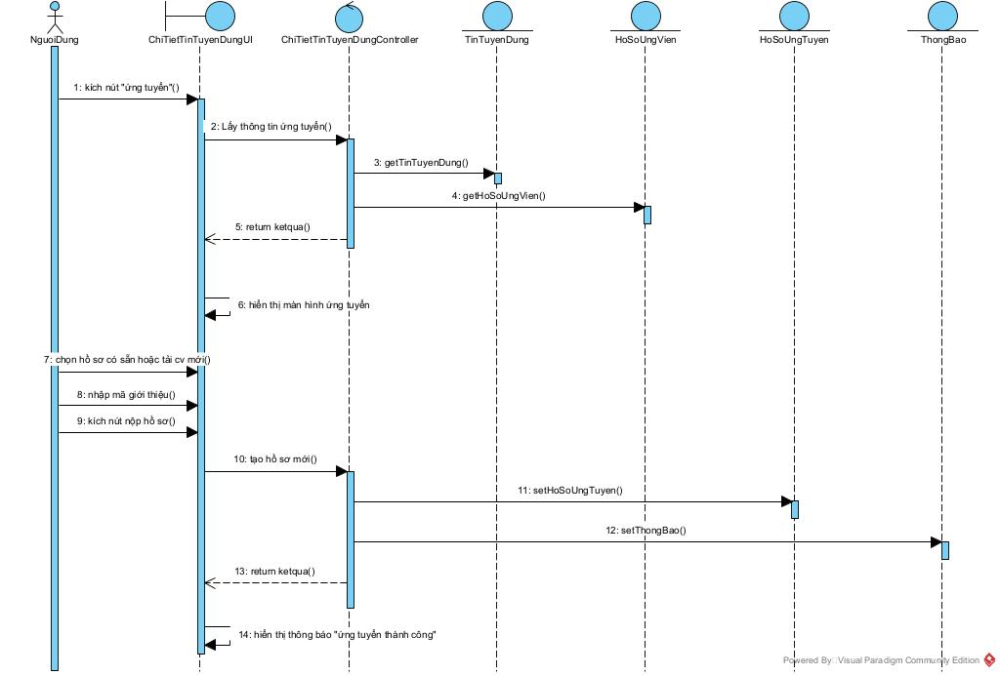 NguoiDung
ChiTietTinTuyenDungUI
ChiTietTinTuyenDungController
TinTuyenDung
HoSoUngVien
HoSoUngTuyen
ThongBao
1: kích nút "ứng tuyển"()
2: Lấy thông tin ứng tuyển()
3: getTinTuyenDung()
4: getHoSoUngVien()
5: return ketqua()
6: hiển thị màn hình ứng tuyển
7: chọn hồ sơ có sẵn hoặc tải cv mới()
8: nhập mã giới thiệu()
9: kích nút nộp hồ sơ()
10: tạo hồ sơ mới()
11: setHoSoUngTuyen()
12: setThongBao()
13: return ketqua()
14: hiển thị thông báo "ứng tuyển thành công"
Powered By Visual Paradigm Community Edition